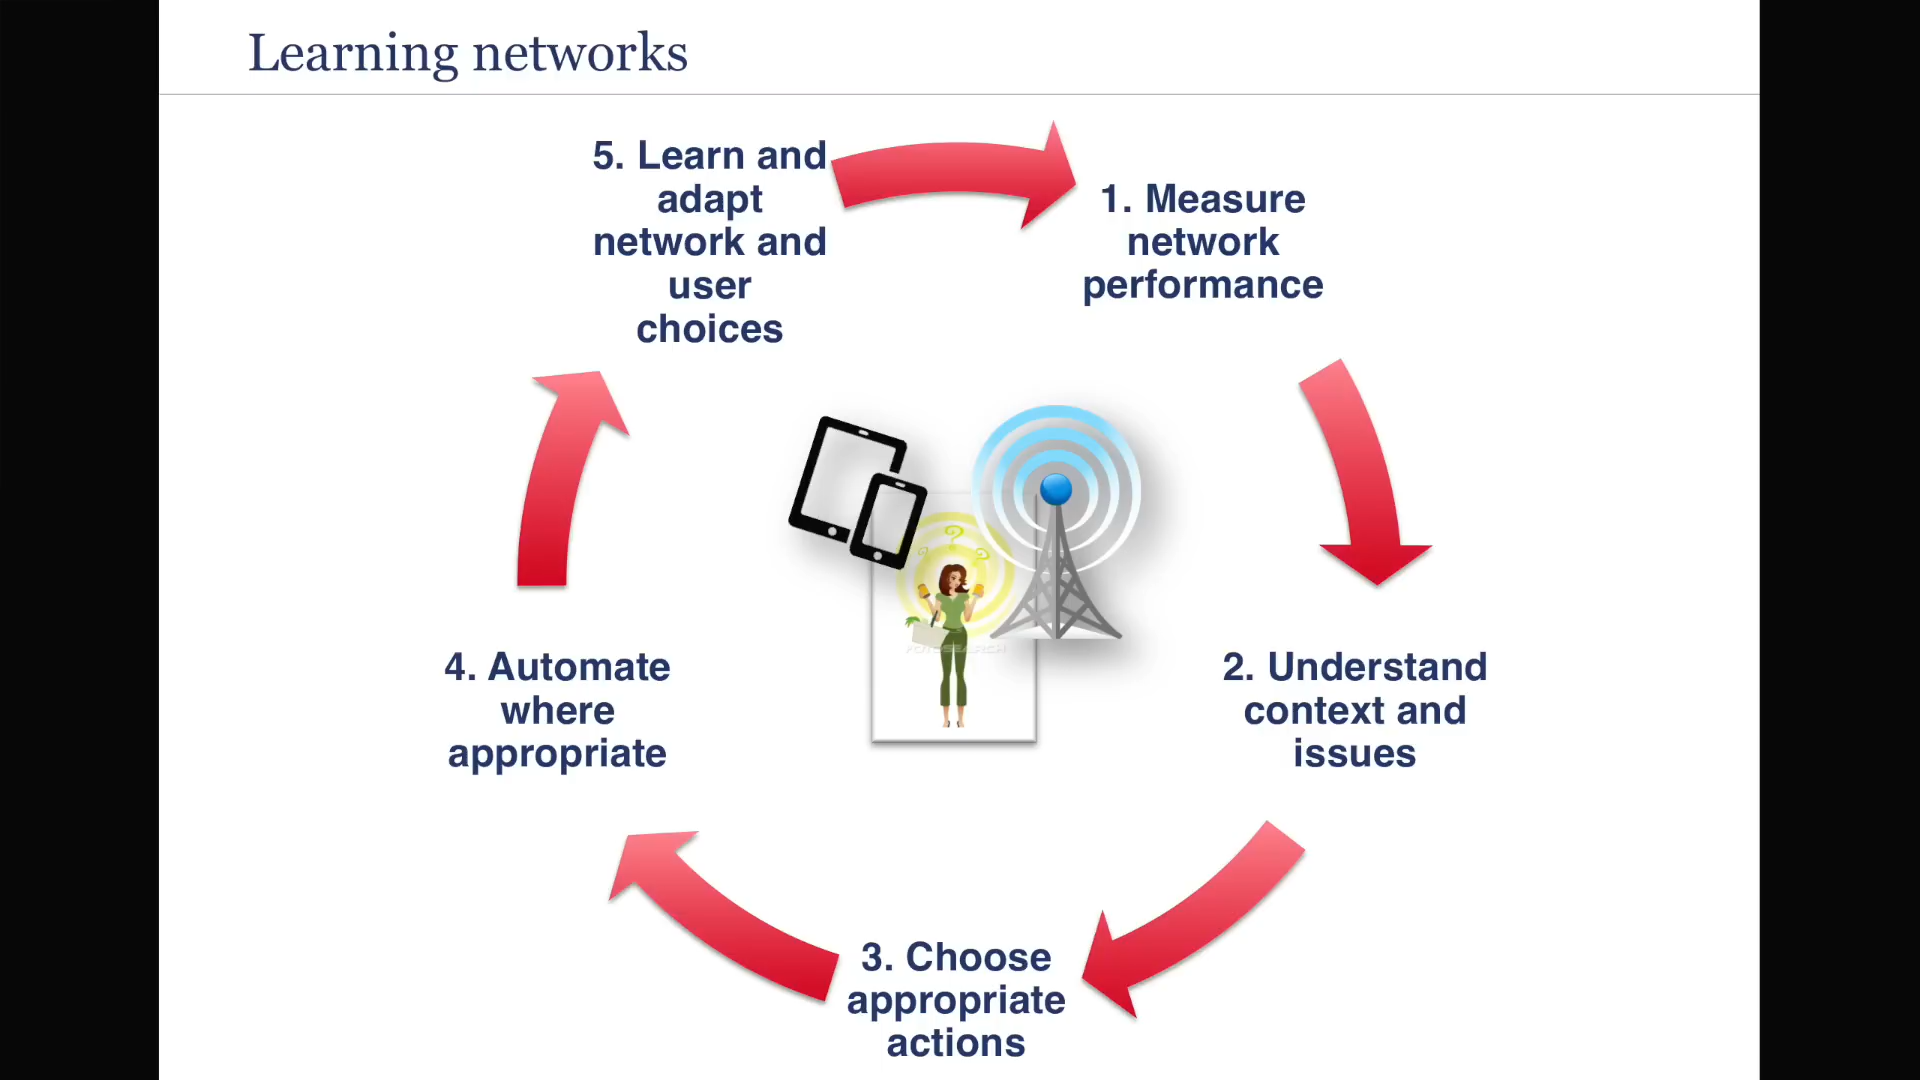 Learning networks
5. Learn and
adapt
network and
user
choices
1. Measure
network
performance
2. Understand
context and
issues
3. Choose
appropriate
actions
4. Automate
where
appropriate
? ? ?
FOTOSEARCH